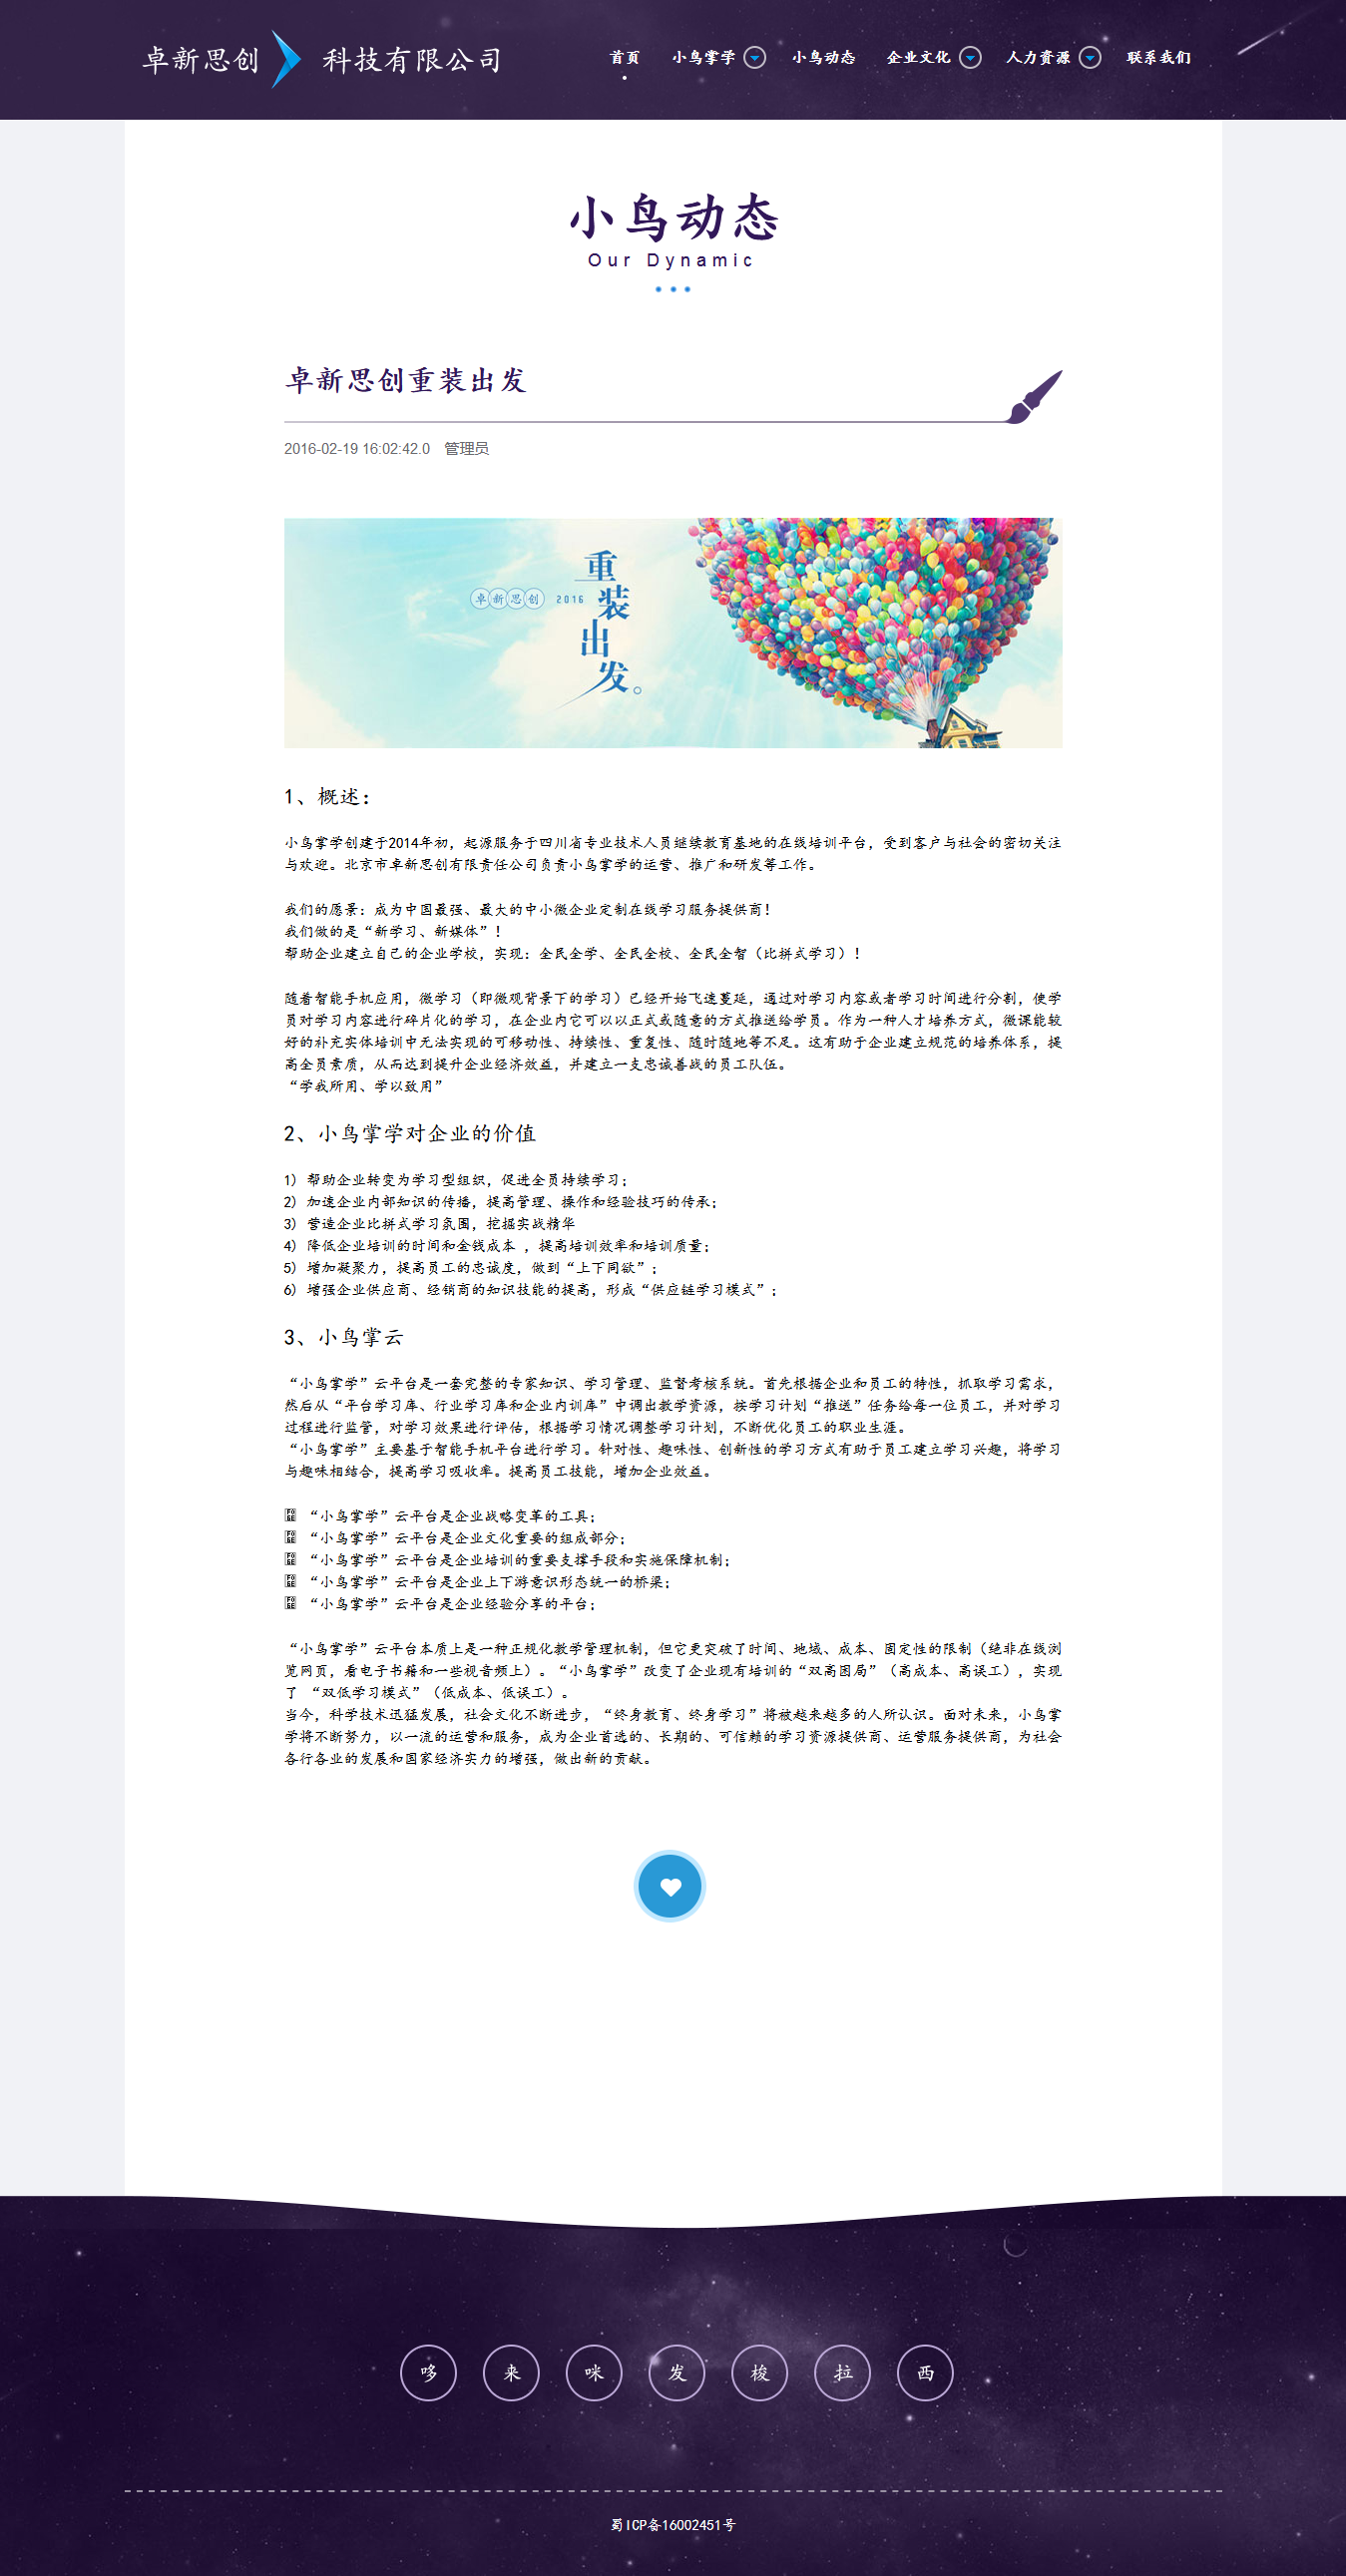 卓新思创 科技有限公司
首页 小鸟掌学 小鸟动态 企业文化 人力资源 联系我们
小鸟动态
Our Dynamic
卓新思创重装出发
2016-02-19 16:02:42.0 管理员
卓新思创 2016 重装出发。
1、概述：
小鸟掌学创建于2014年初，起源服务于四川省专业技术人员继续教育基地的在线培训平台，受到客户与社会的密切关注
与欢迎。北京市卓新思创有限责任公司负责小鸟掌学的运营、推广和研发等工作。
我们的愿景：成为中国最强、最大的中小微企业定制在线学习服务提供商！
我们做的是“新学习、新媒体”！
帮助企业建立自己的企业学校，实现：全民全学、全民全校、全民全智（比拼式学习）！
随着智能手机应用，微学习（即微观背景下的学习）已经开始飞速蔓延，通过对学习内容或者学习时间进行分割，使学
员对学习内容进行碎片化的学习，在企业内它可以以正式或随意的方式推送给学员。作为一种人才培养方式，微课能较
好的补充实体培训中无法实现的可移动性、持续性、重复性、随时随地等不足。这有助于企业建立规范的培养体系，提
高全员素质，从而达到提升企业经济效益，并建立一支忠诚善战的员工队伍。
“学我所用、学以致用”
2、小鸟掌学对企业的价值
1）帮助企业转变为学习型组织，促进全员持续学习；
2）加速企业内部知识的传播，提高管理、操作和经验技巧的传承；
3）营造企业比拼式学习氛围，挖掘实战精华
4）降低企业培训的时间和金钱成本 ，提高培训效率和培训质量；
5）增加凝聚力，提高员工的忠诚度，做到“上下同欲”；
6）增强企业供应商、经销商的知识技能的提高，形成“供应链学习模式”；
3、小鸟掌云
“小鸟掌学”云平台是一套完整的专家知识、学习管理、监督考核系统。首先根据企业和员工的特性，抓取学习需求，
然后从“平台学习库、行业学习库和企业内训库”中调出教学资源，按学习计划“推送”任务给每一位员工，并对学习
过程进行监管，对学习效果进行评估，根据学习情况调整学习计划，不断优化员工的职业生涯。
“小鸟掌学”主要基于智能手机平台进行学习。针对性、趣味性、创新性的学习方式有助于员工建立学习兴趣，将学习
与趣味相结合，提高学习吸收率。提高员工技能，增加企业效益。
“小鸟掌学”云平台是企业战略变革的工具；
“小鸟掌学”云平台是企业文化重要的组成部分；
“小鸟掌学”云平台是企业培训的重要支撑手段和实施保障机制；
“小鸟掌学”云平台是企业上下游意识形态统一的桥梁；
“小鸟掌学”云平台是企业经验分享的平台；
“小鸟掌学”云平台本质上是一种正规化教学管理机制，但它更突破了时间、地域、成本、固定性的限制（绝非在线浏
览网页，看电子书籍和一些视音频上）。“小鸟掌学”改变了企业现有培训的“双高困局”（高成本、高误工），实现
了 “双低学习模式”（低成本、低误工）。
当今，科学技术迅猛发展，社会文化不断进步，“终身教育、终身学习”将被越来越多的人所认识。面对未来，小鸟掌
学将不断努力，以一流的运营和服务，成为企业首选的、长期的、可信赖的学习资源提供商、运营服务提供商，为社会
各行各业的发展和国家经济实力的增强，做出新的贡献。
哆 来 咪 发 梭 拉 西
蜀ICP备16002451号